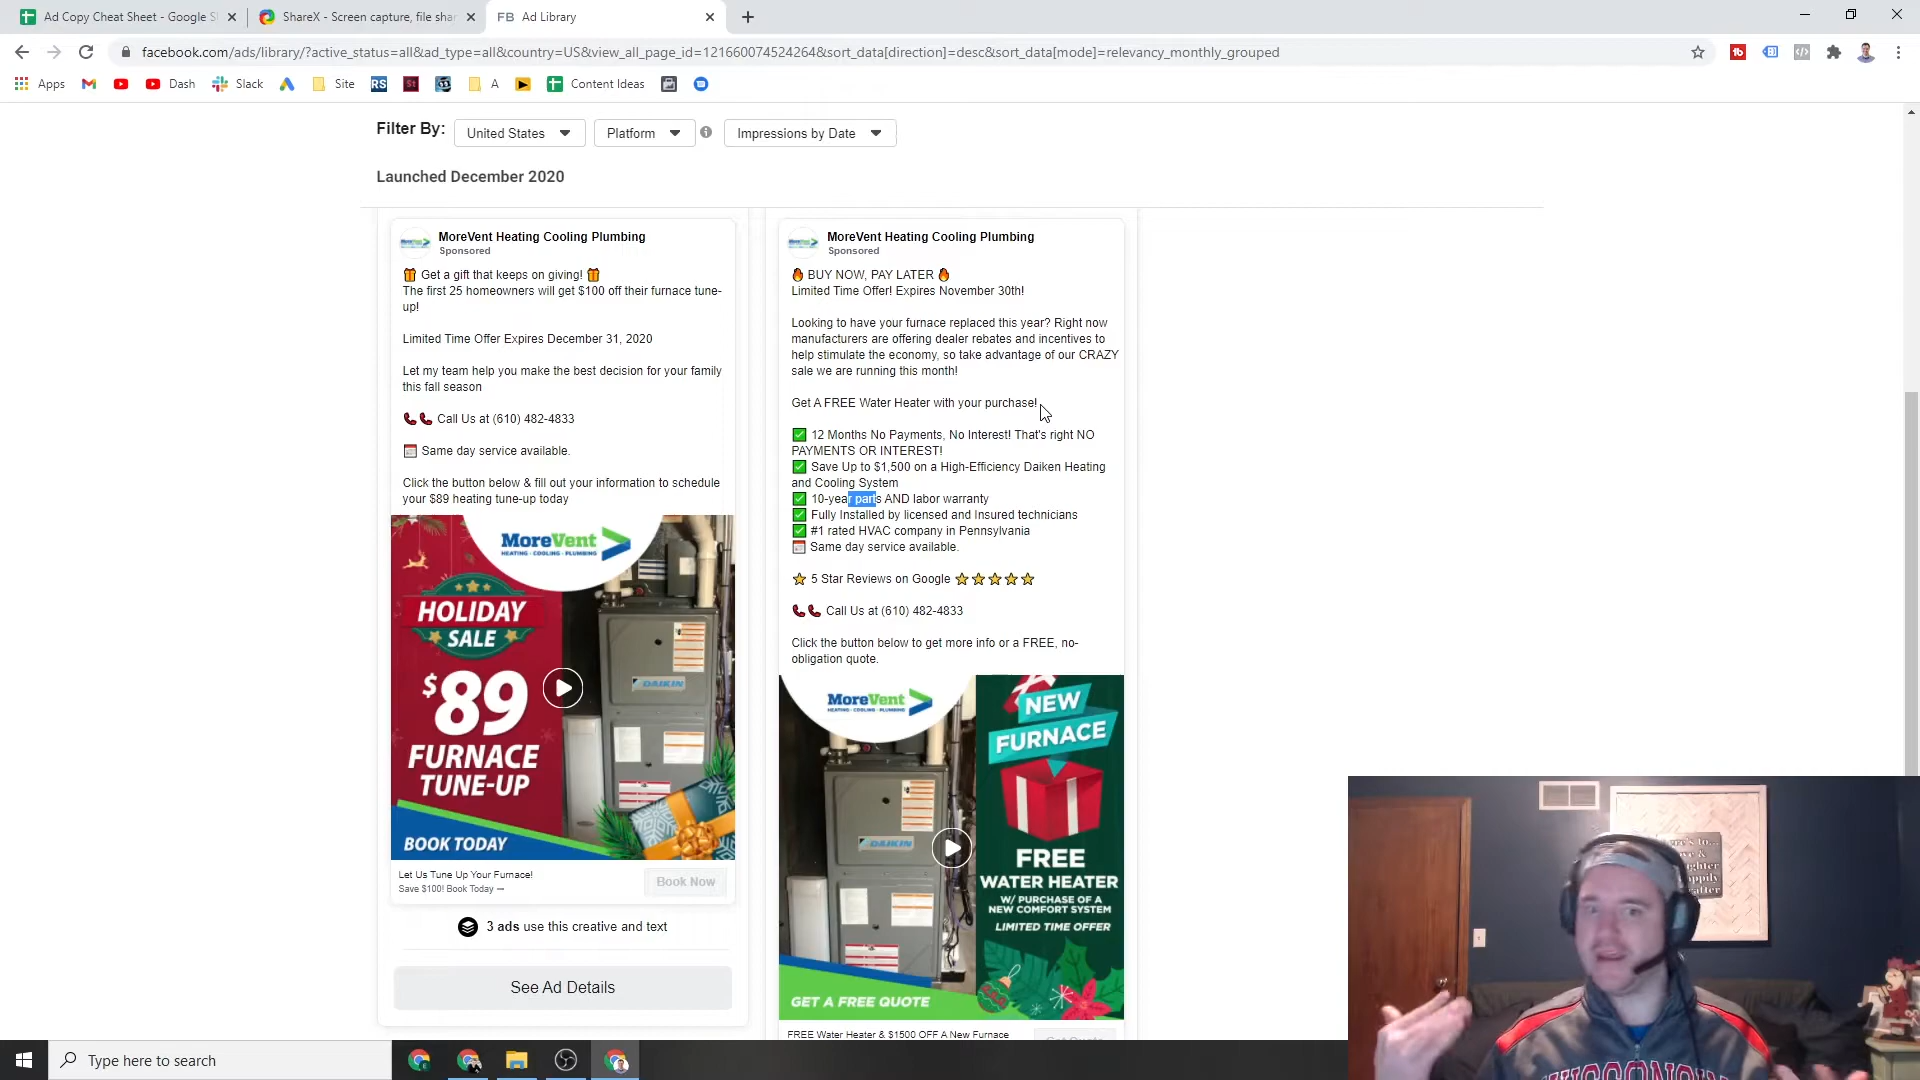 Ad Copy Cheat Sheet - Google S
ShareX - Screen capture, file shar
FB Ad Library
facebook.com/ads/library/?active_status=all&ad_type=all&country=US&view_all_page_id=121660074524264&sort_data[direction]=desc&sort_data[mode]=relevancy_monthly_grouped
Apps Dash Slack Site RS St A Content Ideas
Filter By: United States Platform Impressions by Date
Launched December 2020
MoreVent Heating Cooling Plumbing
Sponsored
🎁 Get a gift that keeps on giving! 🎁
The first 25 homeowners will get $100 off their furnace tune-
up!
Limited Time Offer Expires December 31, 2020
Let my team help you make the best decision for your family
this fall season
📞📞 Call Us at (610) 482-4833
📅 Same day service available.
Click the button below & fill out your information to schedule
your $89 heating tune-up today
MoreVent
HEATING · COOLING · PLUMBING
HOLIDAY
SALE
$89
FURNACE
TUNE-UP
DAIKIN
BOOK TODAY
Let Us Tune Up Your Furnace!
Save $100! Book Today —
Book Now
3 ads use this creative and text
See Ad Details
MoreVent Heating Cooling Plumbing
Sponsored
🔥 BUY NOW, PAY LATER 🔥
Limited Time Offer! Expires November 30th!
Looking to have your furnace replaced this year? Right now
manufacturers are offering dealer rebates and incentives to
help stimulate the economy, so take advantage of our CRAZY
sale we are running this month!
Get A FREE Water Heater with your purchase!
✅ 12 Months No Payments, No Interest! That's right NO
PAYMENTS OR INTEREST!
✅ Save Up to $1,500 on a High-Efficiency Daiken Heating
and Cooling System
✅ 10-year parts AND labor warranty
✅ Fully Installed by licensed and Insured technicians
✅ #1 rated HVAC company in Pennsylvania
📅 Same day service available.
⭐ 5 Star Reviews on Google ⭐⭐⭐⭐⭐
📞📞 Call Us at (610) 482-4833
Click the button below to get more info or a FREE, no-
obligation quote.
MoreVent
HEATING · COOLING · PLUMBING
NEW
FURNACE
DAIKIN
FREE
WATER HEATER
W/ PURCHASE OF A
NEW COMFORT SYSTEM
LIMITED TIME OFFER
GET A FREE QUOTE
FREE Water Heater & $1500 OFF A New Furnace
Get Quote
Type here to search